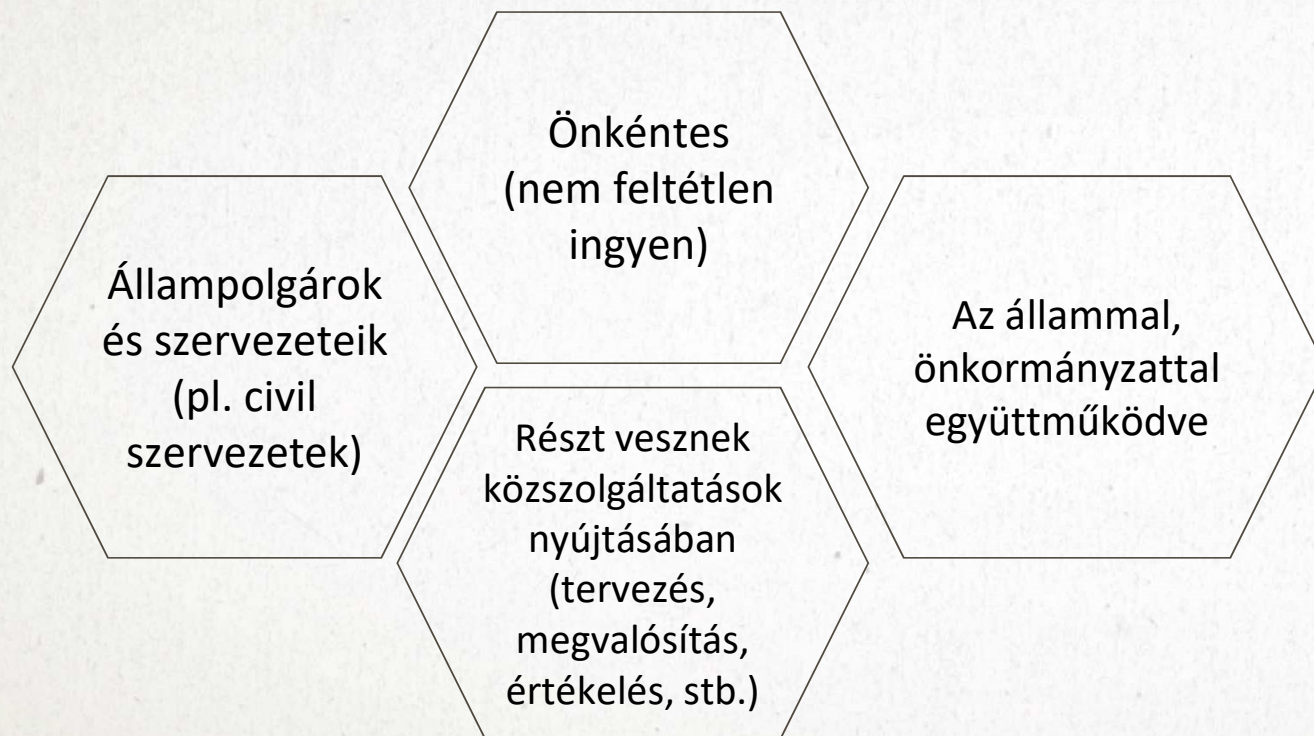 Önkéntes
(nem feltétlen
ingyen)
Állampolgárok
és szervezeteik
(pl. civil
szervezetek)
Az állammal,
önkormányzattal
együttműködve
Részt vesznek
közszolgáltatások
nyújtásában
(tervezés,
megvalósítás,
értékelés, stb.)